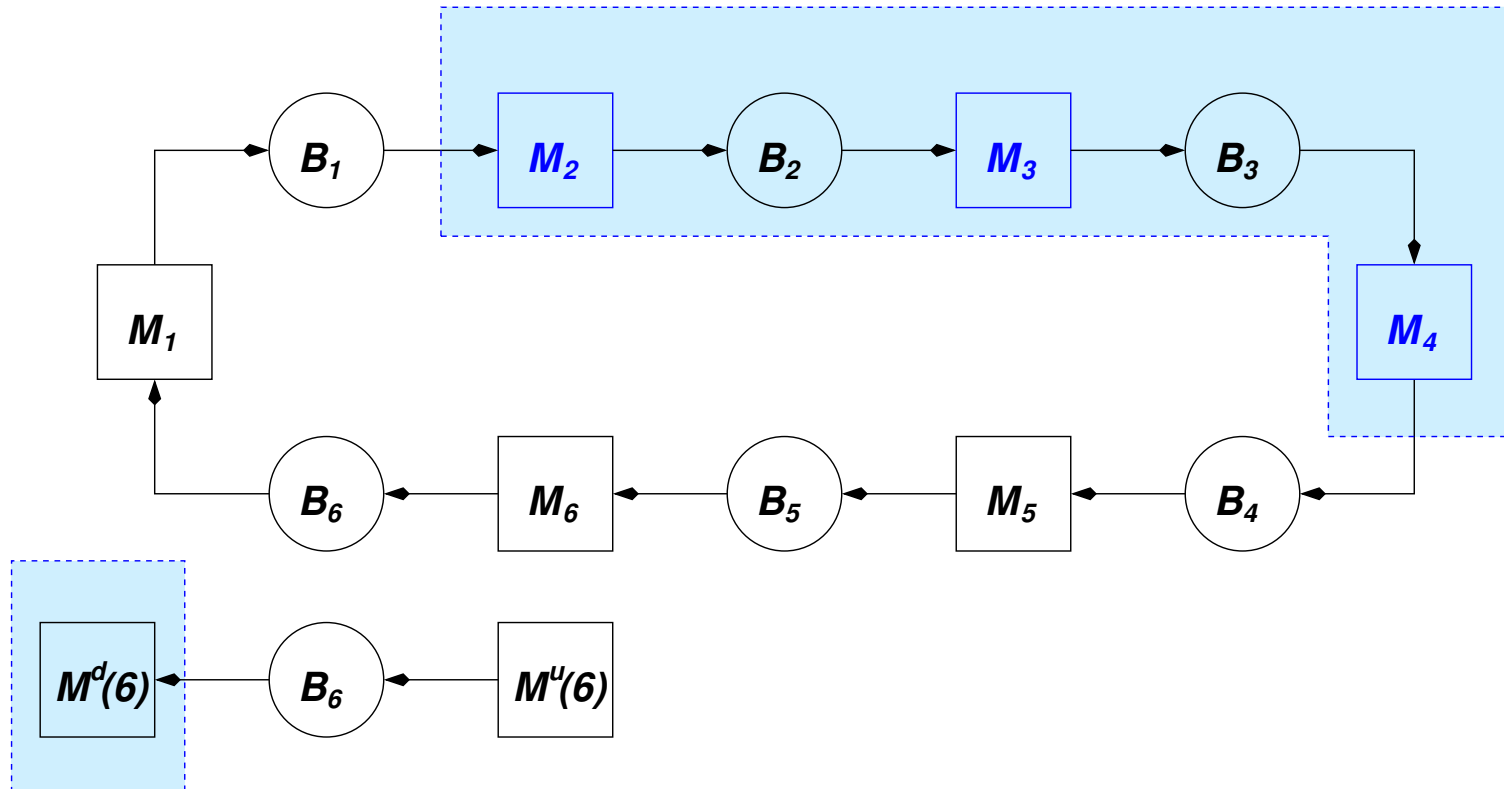 B₁ M₂ B₂ M₃ B₃
M₁ M₄
B₆ M₆ B₅ M₅ B₄
Mᵈ(6) B₆ Mᵘ(6)